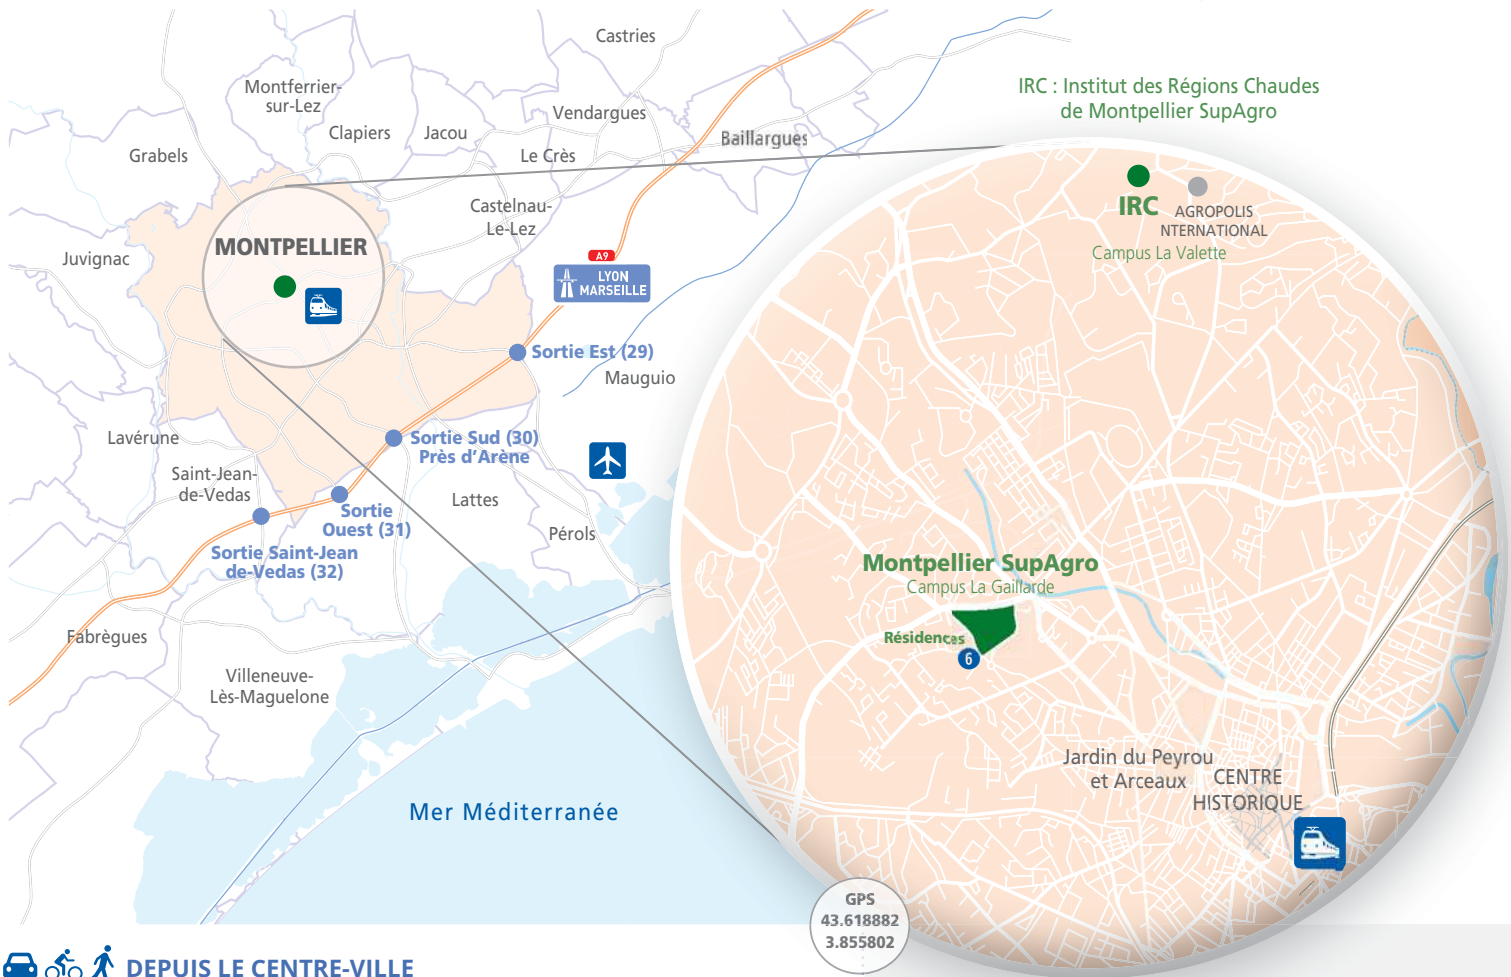 Castries
Montferrier-
sur-Lez
Vendargues
Clapiers
Jacou
Baillargues
Grabels
Le Crès
Castelnau-
Le-Lez
MONTPELLIER
Juvignac
A9
LYON
MARSEILLE
Sortie Est (29)
Mauguio
Lavérune
Sortie Sud (30)
Près d’Arène
Saint-Jean-
de-Vedas
Lattes
Sortie
Ouest (31)
Pérols
Sortie Saint-Jean
de-Vedas (32)
Fabrègues
Villeneuve-
Lès-Maguelone
Mer Méditerranée
IRC : Institut des Régions Chaudes
de Montpellier SupAgro
IRC
AGROPOLIS
NTERNATIONAL
Campus La Valette
Montpellier SupAgro
Campus La Gaillarde
Résidences
6
Jardin du Peyrou
et Arceaux
CENTRE
HISTORIQUE
GPS
43.618882
3.855802
DEPUIS LE CENTRE-VILLE